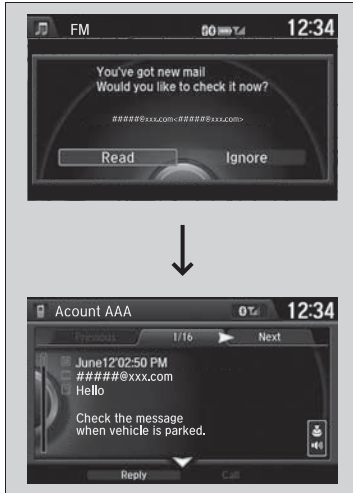 FM
12:34
You've got new mail
Would you like to check it now?
#####@xxx.com<#####@xxx.com>
Read
Ignore
Acount AAA
12:34
Previous
1/16
Next
June12'02:50 PM
#####@xxx.com
Hello
Check the message
when vehicle is parked.
Reply
Call